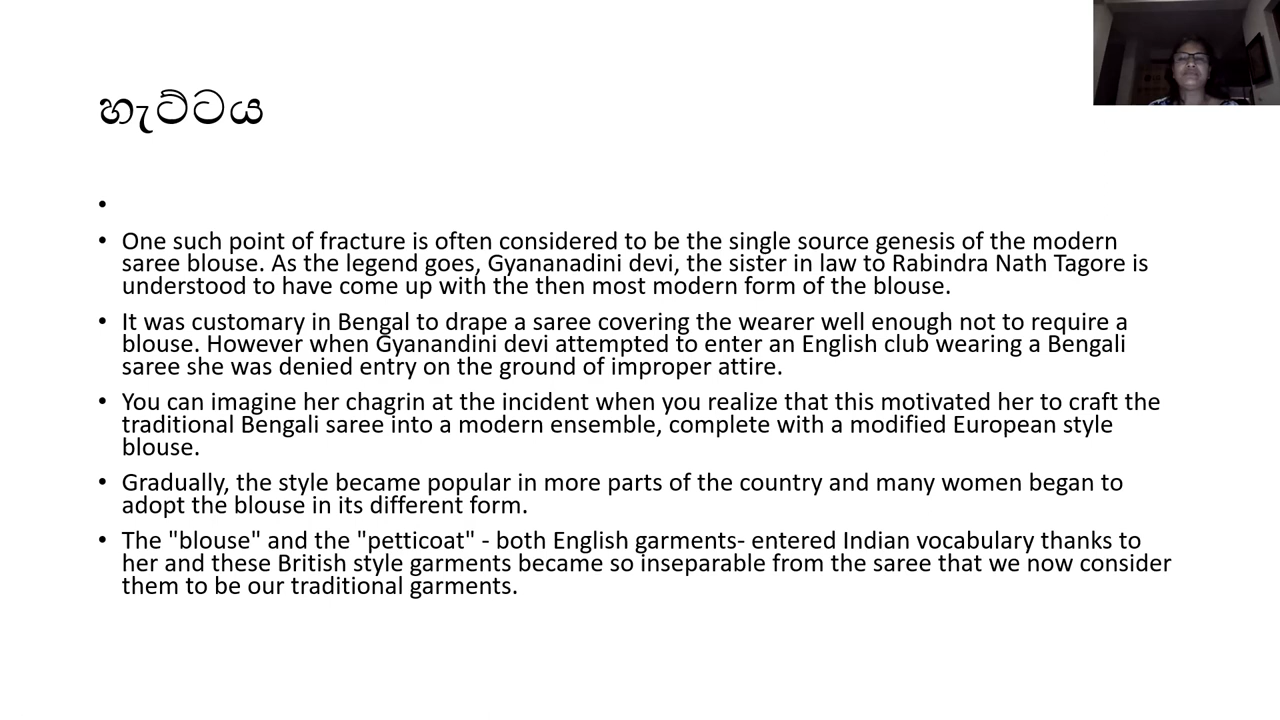 හැට්ටය
•
• One such point of fracture is often considered to be the single source genesis of the modern
saree blouse. As the legend goes, Gyananadini devi, the sister in law to Rabindra Nath Tagore is
understood to have come up with the then most modern form of the blouse.
• It was customary in Bengal to drape a saree covering the wearer well enough not to require a
blouse. However when Gyanandini devi attempted to enter an English club wearing a Bengali
saree she was denied entry on the ground of improper attire.
• You can imagine her chagrin at the incident when you realize that this motivated her to craft the
traditional Bengali saree into a modern ensemble, complete with a modified European style
blouse.
• Gradually, the style became popular in more parts of the country and many women began to
adopt the blouse in its different form.
• The "blouse" and the "petticoat" - both English garments- entered Indian vocabulary thanks to
her and these British style garments became so inseparable from the saree that we now consider
them to be our traditional garments.